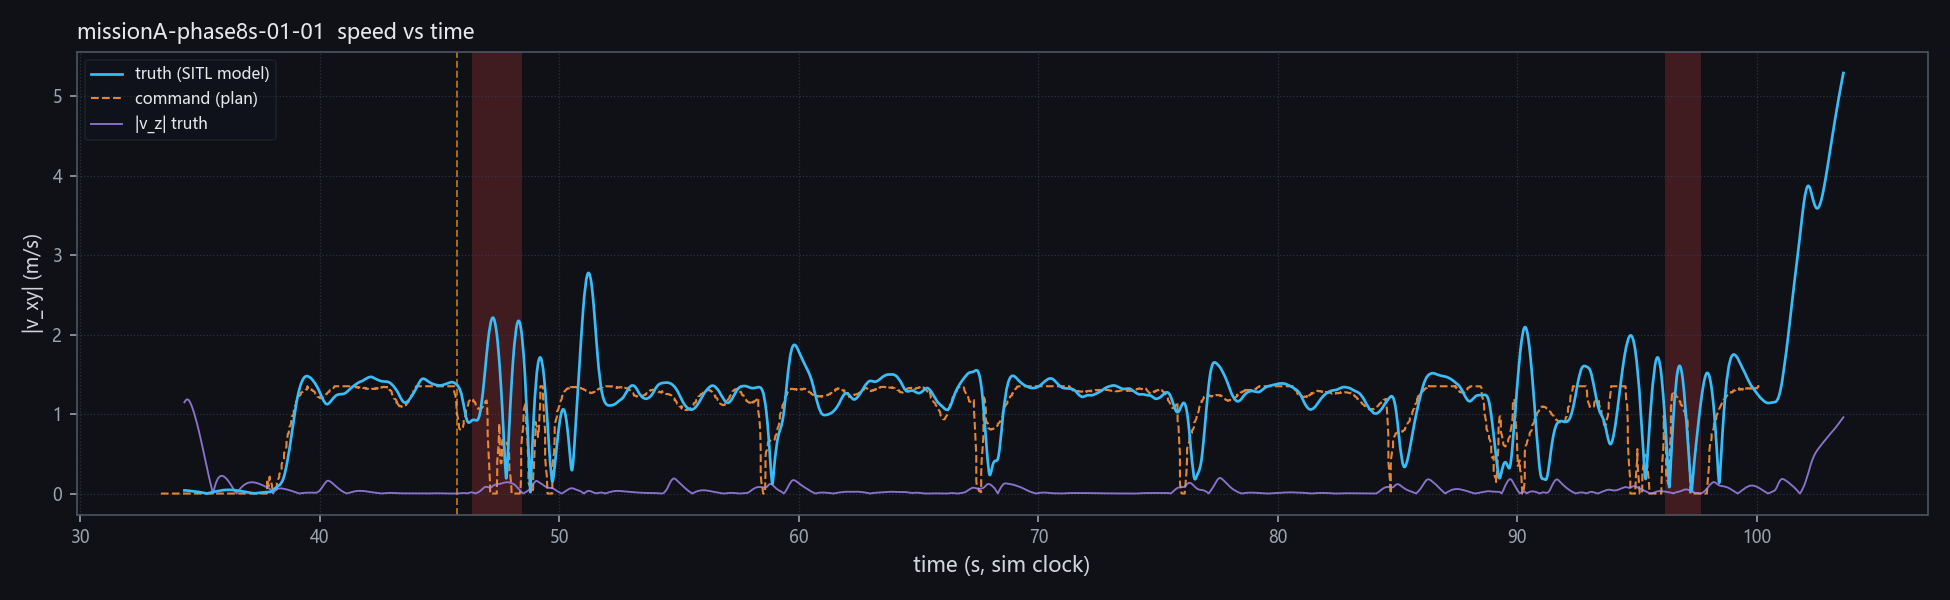 missionA-phase8s-01-01  speed vs time
truth (SITL model)
command (plan)
|v_z| truth
|v_xy| (m/s)
5
4
3
2
1
0
30
40
50
60
70
80
90
100
time (s, sim clock)